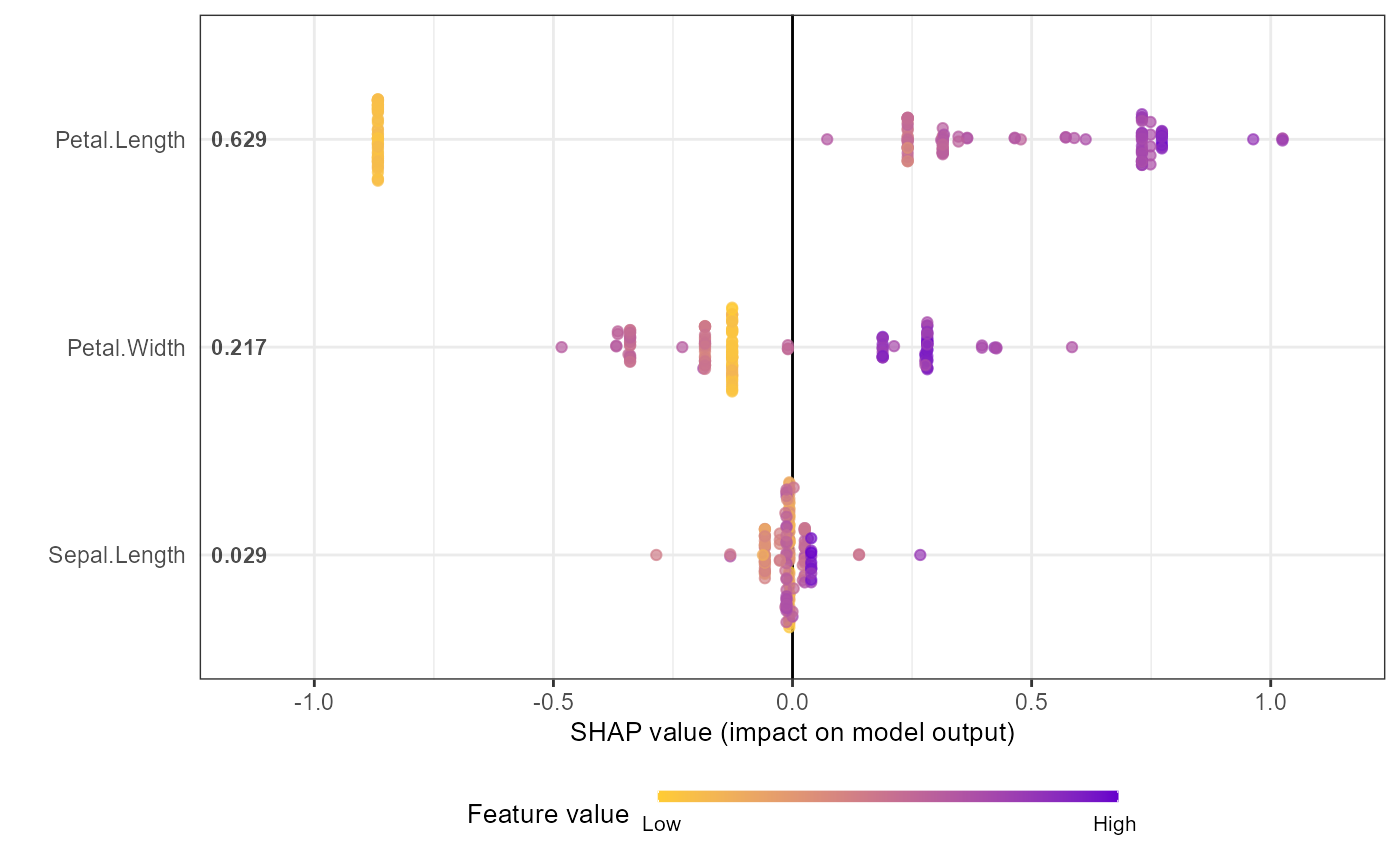 Petal.Length 0.629
Petal.Width 0.217
Sepal.Length 0.029
-1.0 -0.5 0.0 0.5 1.0
SHAP value (impact on model output)
Feature value Low High